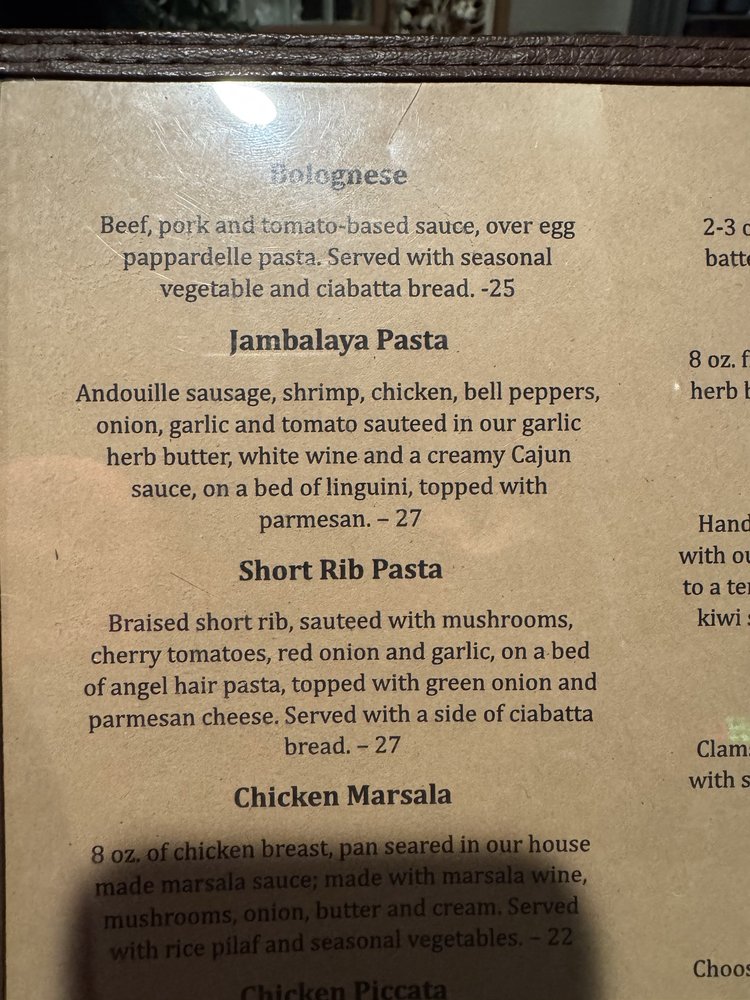 Bolognese
Beef, pork and tomato-based sauce, over egg
pappardelle pasta. Served with seasonal
vegetable and ciabatta bread. -25
Jambalaya Pasta
Andouille sausage, shrimp, chicken, bell peppers,
onion, garlic and tomato sauteed in our garlic
herb butter, white wine and a creamy Cajun
sauce, on a bed of linguini, topped with
parmesan. – 27
Short Rib Pasta
Braised short rib, sauteed with mushrooms,
cherry tomatoes, red onion and garlic, on a bed
of angel hair pasta, topped with green onion and
parmesan cheese. Served with a side of ciabatta
bread. – 27
Chicken Marsala
8 oz. of chicken breast, pan seared in our house
made marsala sauce; made with marsala wine,
mushrooms, onion, butter and cream. Served
with rice pilaf and seasonal vegetables. – 22
Chicken Piccata
2-3
8 oz.
herb
Hand
with
to a
kiwi
with